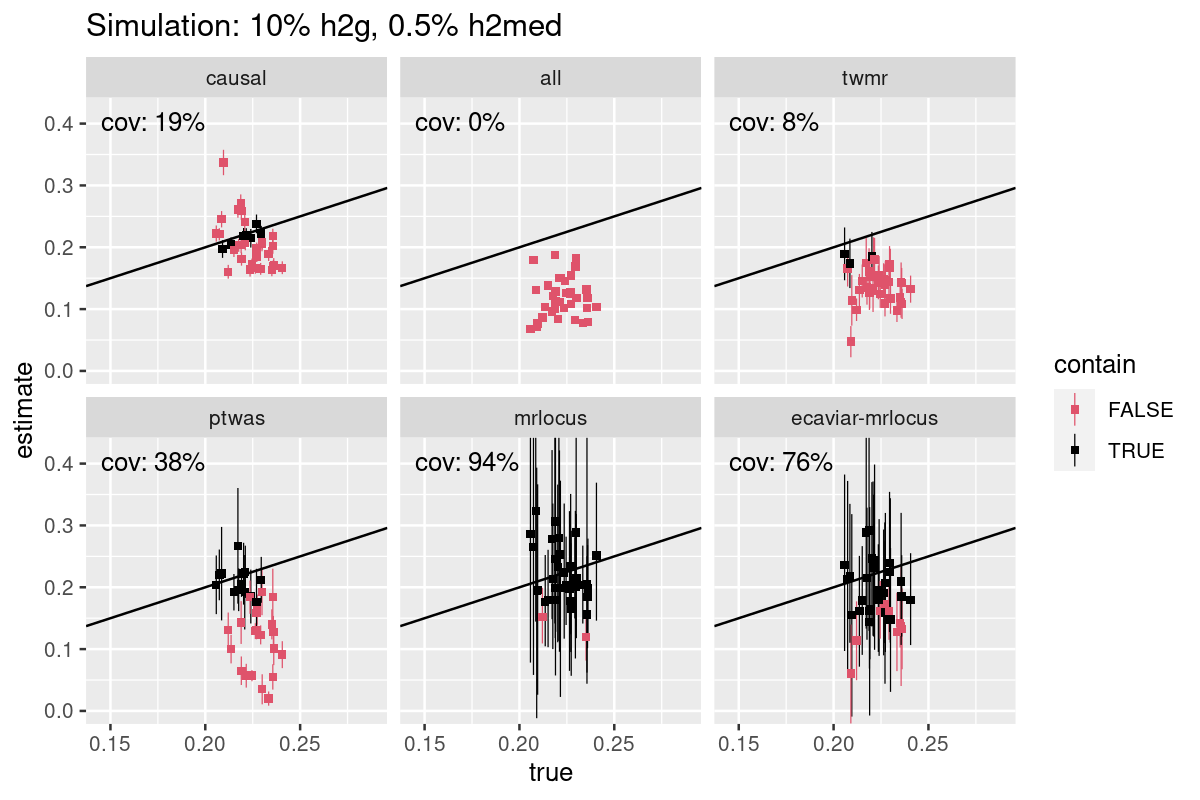 Simulation: 10% h2g, 0.5% h2med
causal
all
twmr
cov: 19%
cov: 0%
cov: 8%
0.4
0.3
0.2
0.1
0.0
ptwas
mrlocus
ecaviar-mrlocus
cov: 38%
cov: 94%
cov: 76%
0.4
0.3
0.2
0.1
0.0
0.15
0.20
0.25
0.15
0.20
0.25
0.15
0.20
0.25
true
estimate
contain
FALSE
TRUE